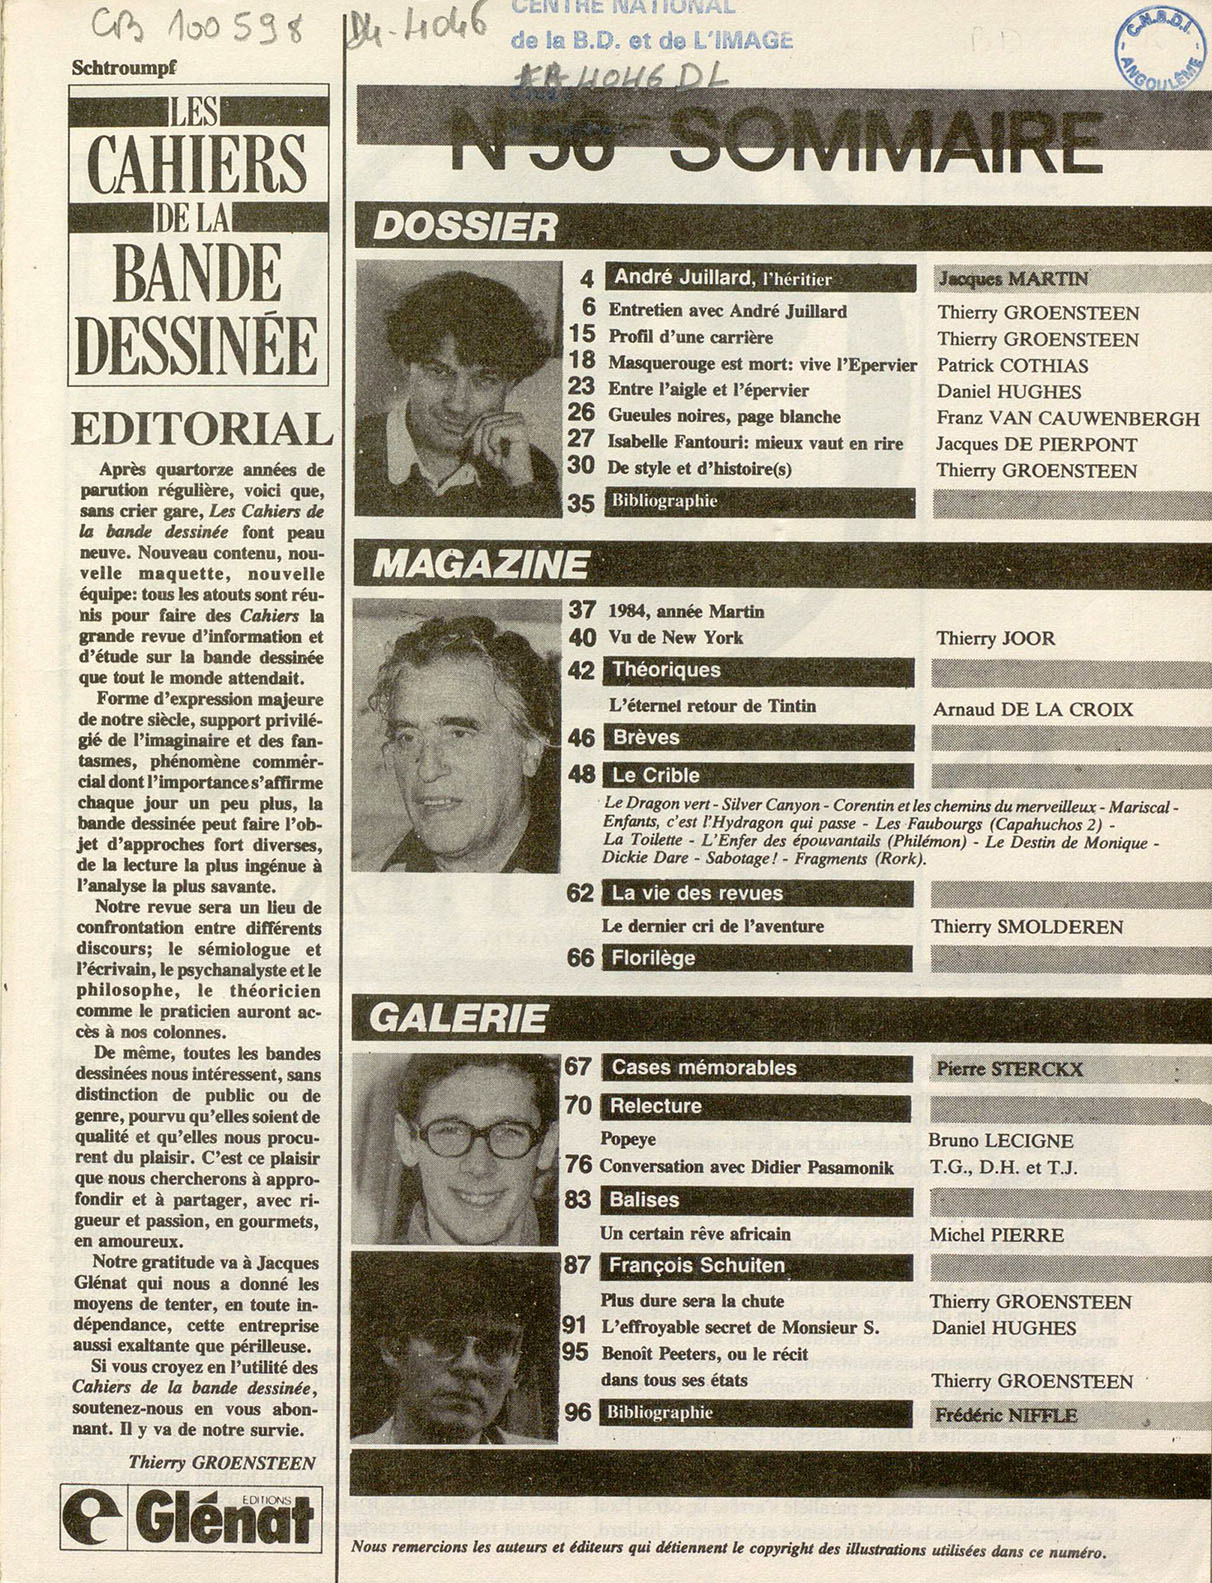 CB 100598
D4-4046
CENTRE NATIONAL
de la B.D. et de L'IMAGE
4046 DL
C.N.B.D.I.
ANGOULÊME
Schtroumpf
LES
CAHIERS
DE LA
BANDE
DESSINÉE
EDITORIAL
Après quartorze années de
parution régulière, voici que,
sans crier gare, Les Cahiers de
la bande dessinée font peau
neuve. Nouveau contenu, nou-
velle maquette, nouvelle
équipe: tous les atouts sont réu-
nis pour faire des Cahiers la
grande revue d'information et
d'étude sur la bande dessinée
que tout le monde attendait.
Forme d'expression majeure
de notre siècle, support privilé-
gié de l'imaginaire et des fan-
tasmes, phénomène commér-
cial dont l'importance s'affirme
chaque jour un peu plus, la
bande dessinée peut faire l'ob-
jet d'approches fort diverses,
de la lecture la plus ingénue à
l'analyse la plus savante.
Notre revue sera un lieu de
confrontation entre différents
discours; le sémiologue et
l'écrivain, le psychanalyste et le
philosophe, le théoricien
comme le praticien auront ac-
cès à nos colonnes.
De même, toutes les bandes
dessinées nous intéressent, sans
distinction de public ou de
genre, pourvu qu'elles soient de
qualité et qu'elles nous procu-
rent du plaisir. C'est ce plaisir
que nous chercherons à appro-
fondir et à partager, avec ri-
gueur et passion, en gourmets,
en amoureux.
Notre gratitude va à Jacques
Glénat qui nous a donné les
moyens de tenter, en toute in-
dépendance, cette entreprise
aussi exaltante que périlleuse.
Si vous croyez en l'utilité des
Cahiers de la bande dessinée,
soutenez-nous en vous abon-
nant. Il y va de notre survie.
Thierry GROENSTEEN
EDITIONS
Glénat
N°56 SOMMAIRE
DOSSIER
4 André Juillard, l'héritier Jacques MARTIN
6 Entretien avec André Juillard Thierry GROENSTEEN
15 Profil d'une carrière Thierry GROENSTEEN
18 Masquerouge est mort: vive l'Epervier Patrick COTHIAS
23 Entre l'aigle et l'épervier Daniel HUGHES
26 Gueules noires, page blanche Franz VAN CAUWENBERGH
27 Isabelle Fantouri: mieux vaut en rire Jacques DE PIERPONT
30 De style et d'histoire(s) Thierry GROENSTEEN
35 Bibliographie
MAGAZINE
37 1984, année Martin
40 Vu de New York Thierry JOOR
42 Théoriques
L'éternel retour de Tintin Arnaud DE LA CROIX
46 Brèves
48 Le Crible
Le Dragon vert - Silver Canyon - Corentin et les chemins du merveilleux - Mariscal -
Enfants, c'est l'Hydragon qui passe - Les Faubourgs (Capahuchos 2) -
La Toilette - L'Enfer des épouvantails (Philémon) - Le Destin de Monique -
Dickie Dare - Sabotage! - Fragments (Rork).
62 La vie des revues
Le dernier cri de l'aventure Thierry SMOLDEREN
66 Florilège
GALERIE
67 Cases mémorables Pierre STERCKX
70 Relecture
Popeye Bruno LECIGNE
76 Conversation avec Didier Pasamonik T.G., D.H. et T.J.
83 Balises
Un certain rêve africain Michel PIERRE
87 François Schuiten
Plus dure sera la chute Thierry GROENSTEEN
91 L'effroyable secret de Monsieur S. Daniel HUGHES
95 Benoît Peeters, ou le récit
dans tous ses états Thierry GROENSTEEN
96 Bibliographie Frédéric NIFFLE
Nous remercions les auteurs et éditeurs qui détiennent le copyright des illustrations utilisées dans ce numéro.